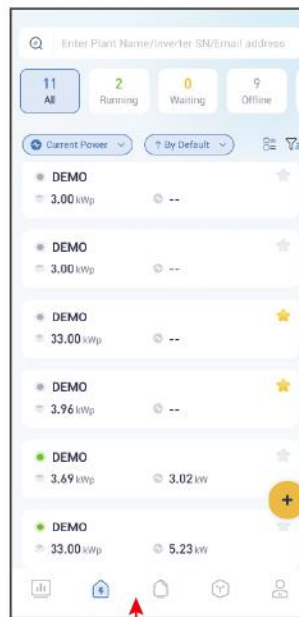 Enter Plant Name/Inverter SN/Email address
11 2 0 9
All Running Waiting Offline
Current Power ? By Default
DEMO
3.00 kWp --
DEMO
3.00 kWp --
DEMO
33.00 kWp --
DEMO
3.96 kWp --
DEMO
3.69 kWp 3.02 kW
+
DEMO
33.00 kWp 5.23 kW